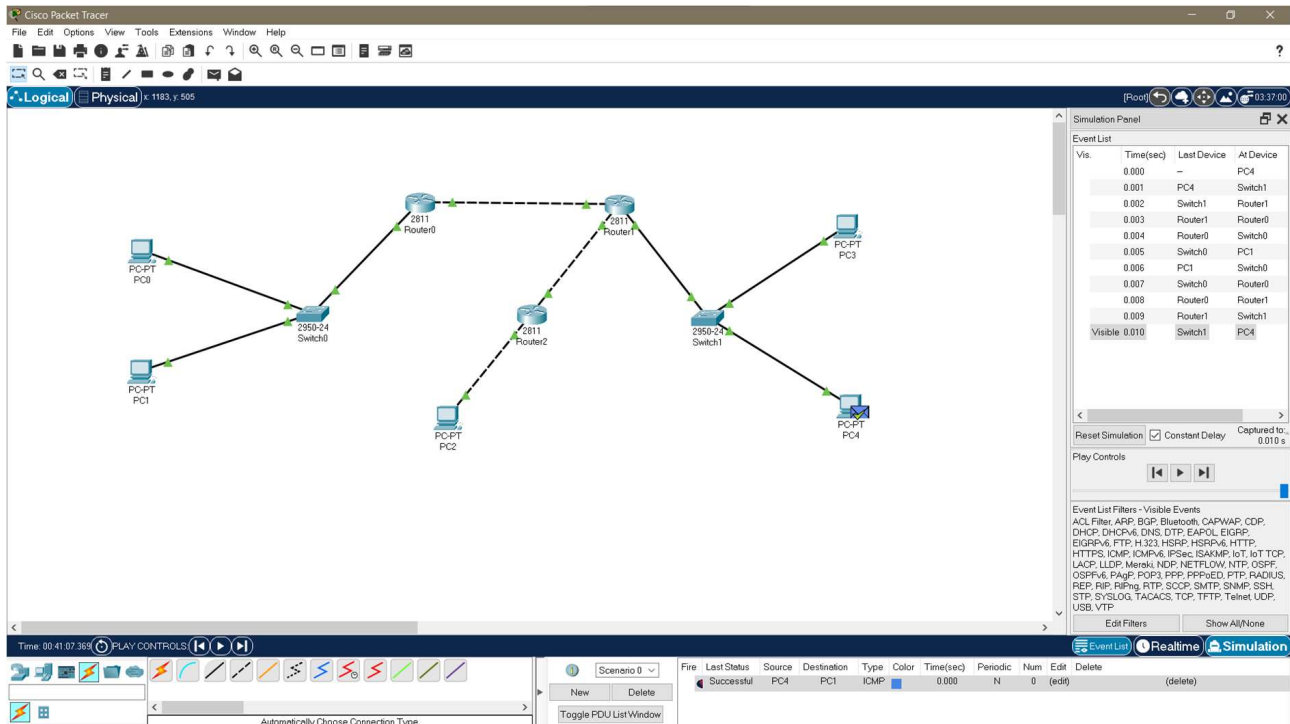 Cisco Packet Tracer
File Edit Options View Tools Extensions Window Help
?
Logical Physical x: 1183, y: 505
[Root] 03:37:00
2811
Router0
2811
Router1
PC-PT
PC3
PC-PT
PC0
2950-24
Switch0
2811
Router2
2950-24
Switch1
PC-PT
PC1
PC-PT
PC2
PC-PT
PC4
Simulation Panel
Event List
Vis. Time(sec) Last Device At Device
0.000 -- PC4
0.001 PC4 Switch1
0.002 Switch1 Router1
0.003 Router1 Router0
0.004 Router0 Switch0
0.005 Switch0 PC1
0.006 PC1 Switch0
0.007 Switch0 Router0
0.008 Router0 Router1
0.009 Router1 Switch1
Visible 0.010 Switch1 PC4
Reset Simulation Constant Delay Captured to:
0.010 s
Play Controls
Event List Filters - Visible Events
ACL Filter, ARP, BGP, Bluetooth, CAPWAP, CDP,
DHCP, DHCPv6, DNS, DTP, EAPOL, EIGRP,
EIGRPv6, FTP, H.323, HSRP, HSRPv6, HTTP,
HTTPS, ICMP, ICMPv6, IPSec, ISAKMP, IoT, IoT TCP,
LACP, LLDP, Meraki, NDP, NETFLOW, NTP, OSPF,
OSPFv6, PAgP, POP3, PPP, PPPoED, PTP, RADIUS,
REP, RIP, RIPng, RTP, SCCP, SMTP, SNMP, SSH,
STP, SYSLOG, TACACS, TCP, TFTP, Telnet, UDP,
USB, VTP
Edit Filters Show All/None
Time: 00:41:07.369 PLAY CONTROLS:
Event List Realtime Simulation
Scenario 0
New Delete
Toggle PDU List Window
Fire Last Status Source Destination Type Color Time(sec) Periodic Num Edit Delete
Successful PC4 PC1 ICMP 0.000 N 0 (edit) (delete)
Automatically Choose Connection Type